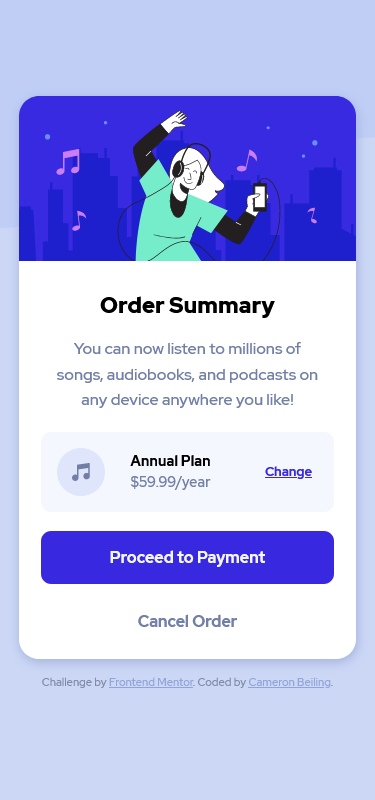 Order Summary
You can now listen to millions of
songs, audiobooks, and podcasts on
any device anywhere you like!
Annual Plan
$59.99/year
Change
Proceed to Payment
Cancel Order
Challenge by Frontend Mentor. Coded by Cameron Beiling.